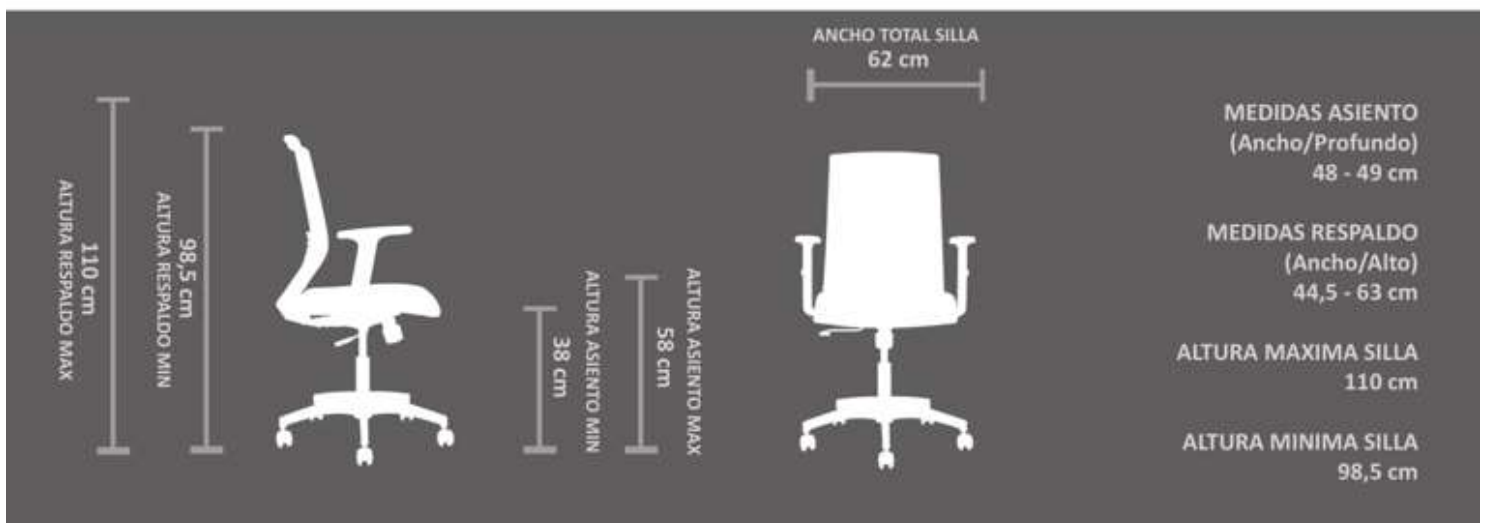 ANCHO TOTAL SILLA
62 cm
110 cm
ALTURA RESPALDO MAX
98,5 cm
ALTURA RESPALDO MIN
ALTURA ASIENTO MIN
38 cm
ALTURA ASIENTO MAX
58 cm
MEDIDAS ASIENTO
(Ancho/Profundo)
48 - 49 cm
MEDIDAS RESPALDO
(Ancho/Alto)
44,5 - 63 cm
ALTURA MAXIMA SILLA
110 cm
ALTURA MINIMA SILLA
98,5 cm